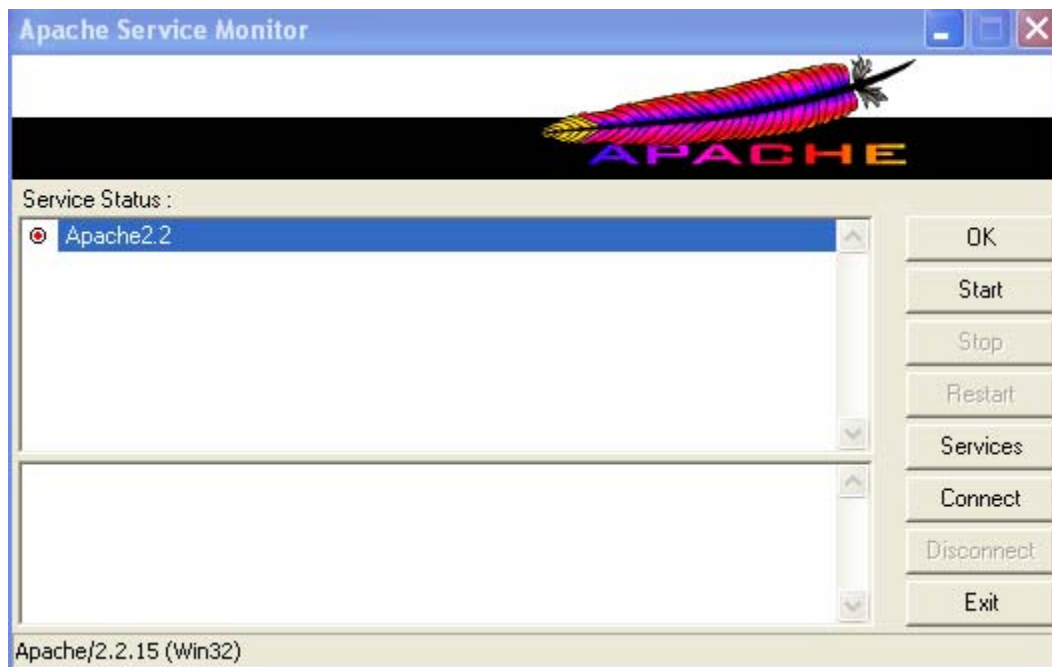 Apache Service Monitor
APACHE
Service Status :
Apache2.2
OK
Start
Stop
Restart
Services
Connect
Disconnect
Exit
Apache/2.2.15 (Win32)